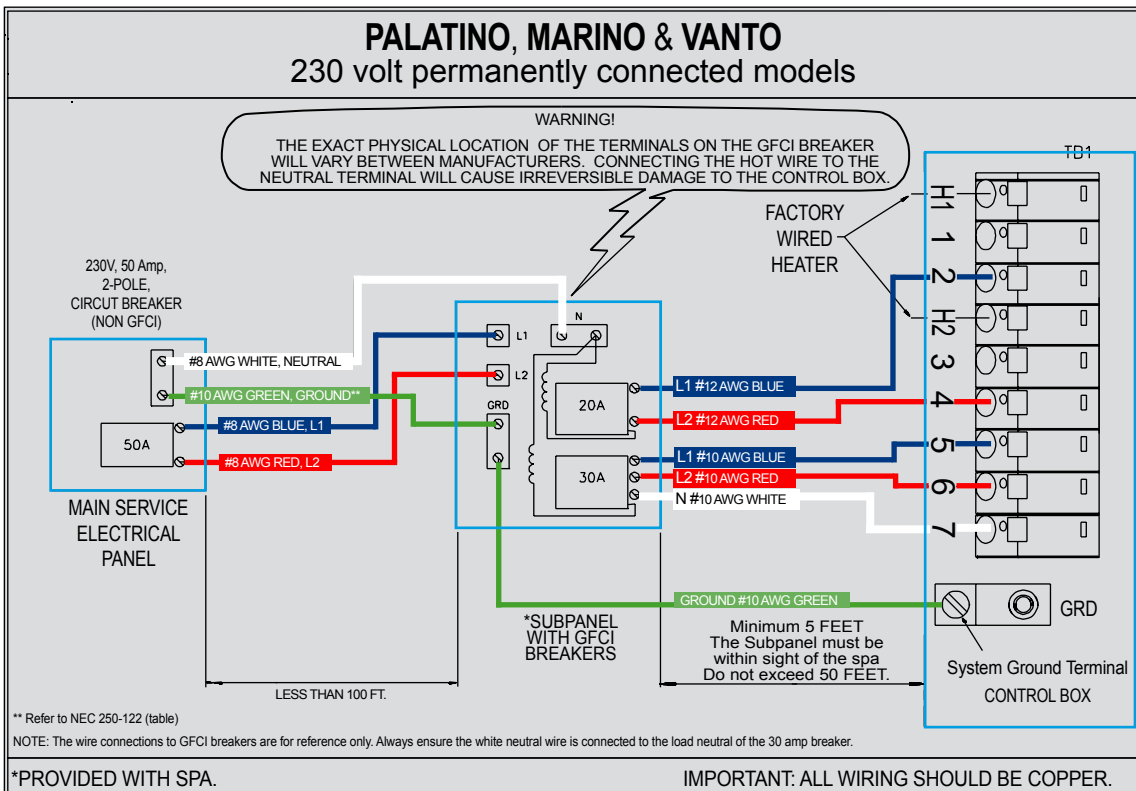 PALATINO, MARINO & VANTO
230 volt permanently connected models
WARNING!
THE EXACT PHYSICAL LOCATION OF THE TERMINALS ON THE GFCI BREAKER
WILL VARY BETWEEN MANUFACTURERS. CONNECTING THE HOT WIRE TO THE
NEUTRAL TERMINAL WILL CAUSE IRREVERSIBLE DAMAGE TO THE CONTROL BOX.
230V, 50 Amp,
2-POLE,
CIRCUT BREAKER
(NON GFCI)
#8 AWG WHITE, NEUTRAL
#10 AWG GREEN, GROUND**
#8 AWG BLUE, L1
#8 AWG RED, L2
50A
MAIN SERVICE
ELECTRICAL
PANEL
L1
L2
GRD
N
20A
30A
*SUBPANEL
WITH GFCI
BREAKERS
L1 #12 AWG BLUE
L2 #12 AWG RED
L1 #10 AWG BLUE
L2 #10 AWG RED
N #10 AWG WHITE
GROUND #10 AWG GREEN
FACTORY
WIRED
HEATER
TB1
H1
1
2
H2
3
4
5
6
7
GRD
System Ground Terminal
CONTROL BOX
Minimum 5 FEET
The Subpanel must be
within sight of the spa
Do not exceed 50 FEET.
LESS THAN 100 FT.
** Refer to NEC 250-122 (table)
NOTE: The wire connections to GFCI breakers are for reference only. Always ensure the white neutral wire is connected to the load neutral of the 30 amp breaker.
*PROVIDED WITH SPA.
IMPORTANT: ALL WIRING SHOULD BE COPPER.